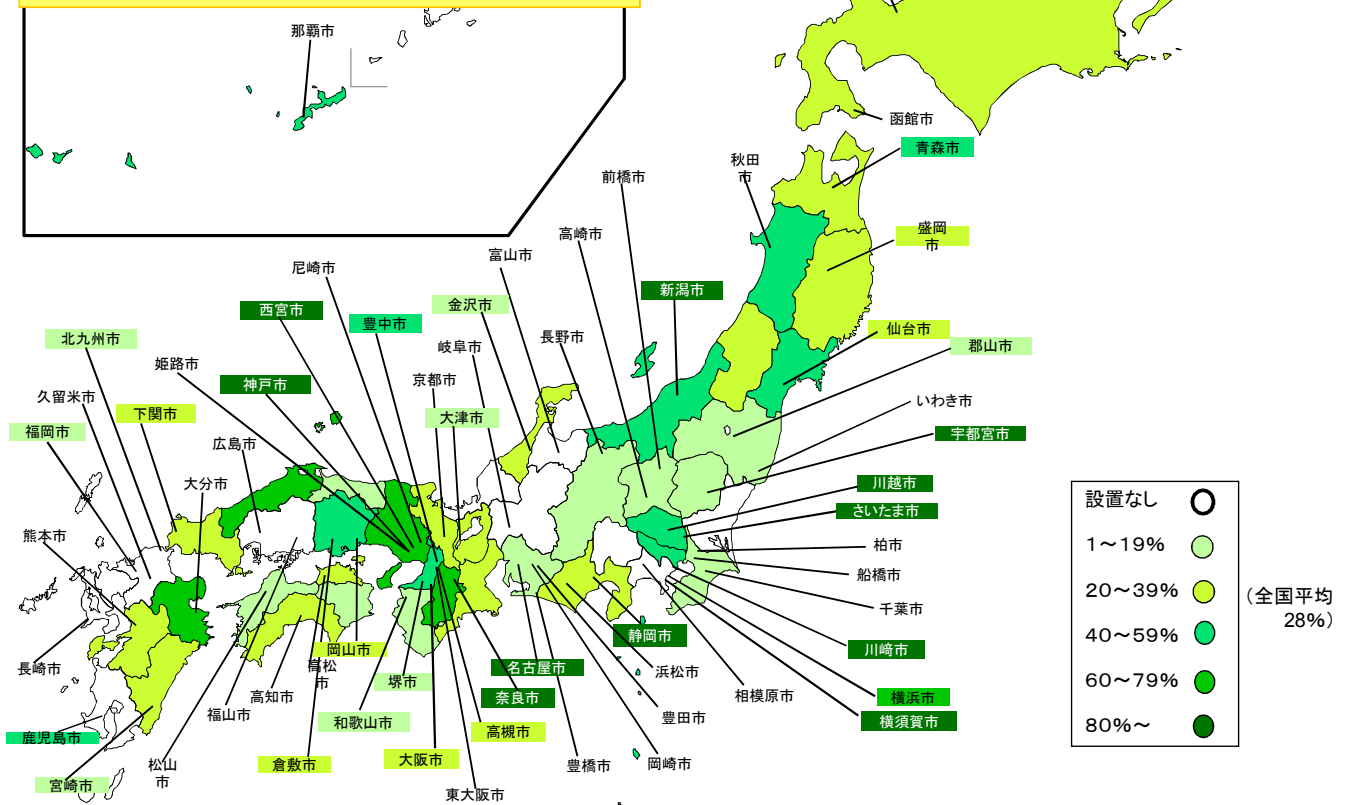 那覇市
函館市
青森市
秋田
市
前橋市
盛岡
市
高崎市
富山市
尼崎市
新潟市
西宮市
金沢市
豊中市
仙台市
北九州市
長野市
郡山市
岐阜市
姫路市
京都市
神戸市
久留米市
いわき市
下関市
大津市
福岡市
宇都宮市
広島市
大分市
川越市
さいたま市
熊本市
柏市
船橋市
千葉市
静岡市
川崎市
岡山市
長崎市
高松
市
名古屋市
浜松市
堺市
奈良市
相模原市
横浜市
高知市
福山市
和歌山市
豊田市
横須賀市
鹿児島市
高槻市
大阪市
倉敷市
松山
市
豊橋市
岡崎市
宮崎市
東大阪市
設置なし
1～19%
20～39%
40～59%
60～79%
80%～
(全国平均
28%)